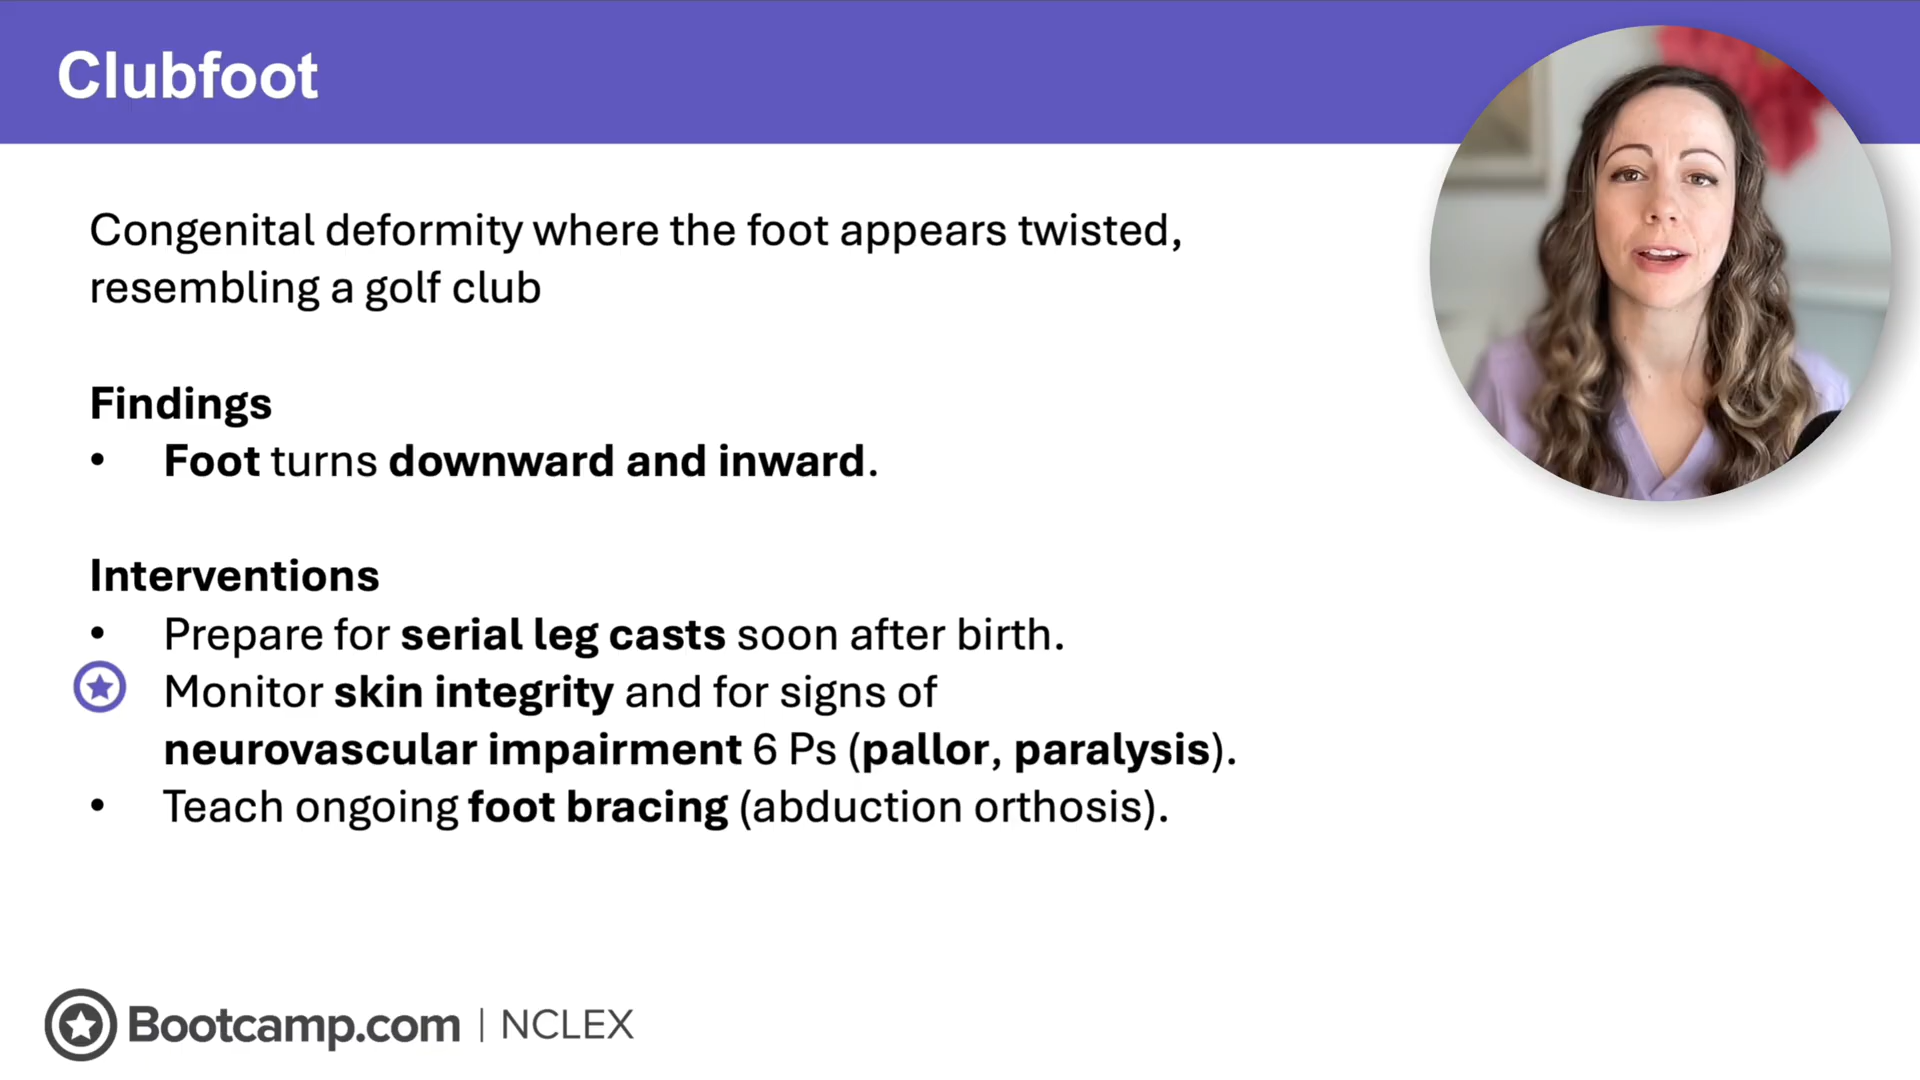 Clubfoot
Congenital deformity where the foot appears twisted,
resembling a golf club
Findings
• Foot turns downward and inward.
Interventions
• Prepare for serial leg casts soon after birth.
Monitor skin integrity and for signs of
neurovascular impairment 6 Ps (pallor, paralysis).
• Teach ongoing foot bracing (abduction orthosis).
Bootcamp.com | NCLEX